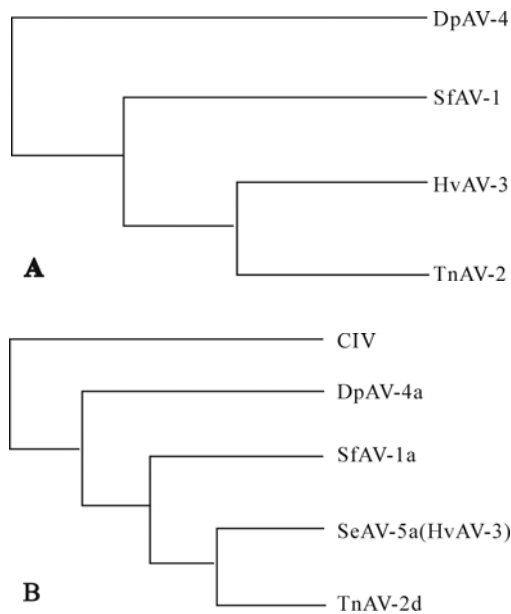 DpAV-4
SfAV-1
HvAV-3
A
TnAV-2
CIV
DpAV-4a
SfAV-1a
SeAV-5a(HvAV-3)
B
TnAV-2d